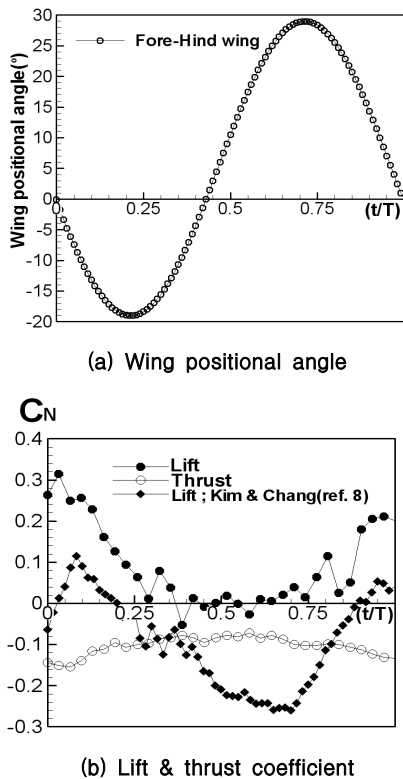 30
25
20
15
10
5
0
-5
-10
-15
-20
Wing positional angle(°)
Fore-Hind wing
0 0.25 0.5 0.75
(t/T)
(a) Wing positional angle
CN
0.4
0.3
0.2
0.1
0
-0.1
-0.2
-0.3
Lift
Thrust
Lift ; Kim & Chang(ref. 8)
0 0.25 0.5 0.75
(t/T)
(b) Lift & thrust coefficient